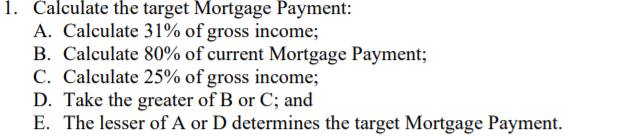 1. Calculate the target Mortgage Payment:
A. Calculate 31% of gross income;
B. Calculate 80% of current Mortgage Payment;
C. Calculate 25% of gross income;
D. Take the greater of B or C; and
E. The lesser of A or D determines the target Mortgage Payment.